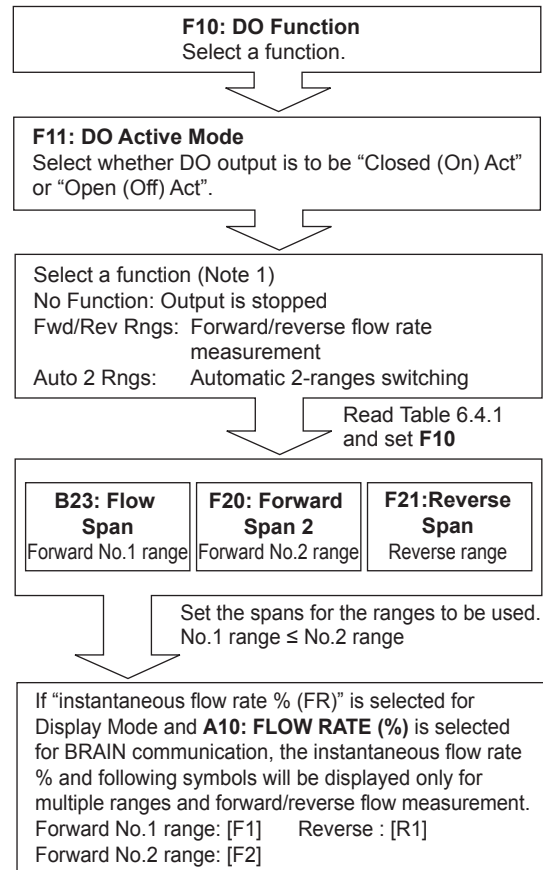 F10: DO Function
Select a function.
F11: DO Active Mode
Select whether DO output is to be “Closed (On) Act”
or “Open (Off) Act”.
Select a function (Note 1)
No Function: Output is stopped
Fwd/Rev Rngs: Forward/reverse flow rate
measurement
Auto 2 Rngs: Automatic 2-ranges switching
Read Table 6.4.1
and set F10
B23: Flow
Span
Forward No.1 range
F20: Forward
Span 2
Forward No.2 range
F21:Reverse
Span
Reverse range
Set the spans for the ranges to be used.
No.1 range ≤ No.2 range
If “instantaneous flow rate % (FR)” is selected for
Display Mode and A10: FLOW RATE (%) is selected
for BRAIN communication, the instantaneous flow rate
% and following symbols will be displayed only for
multiple ranges and forward/reverse flow measurement.
Forward No.1 range: [F1] Reverse : [R1]
Forward No.2 range: [F2]